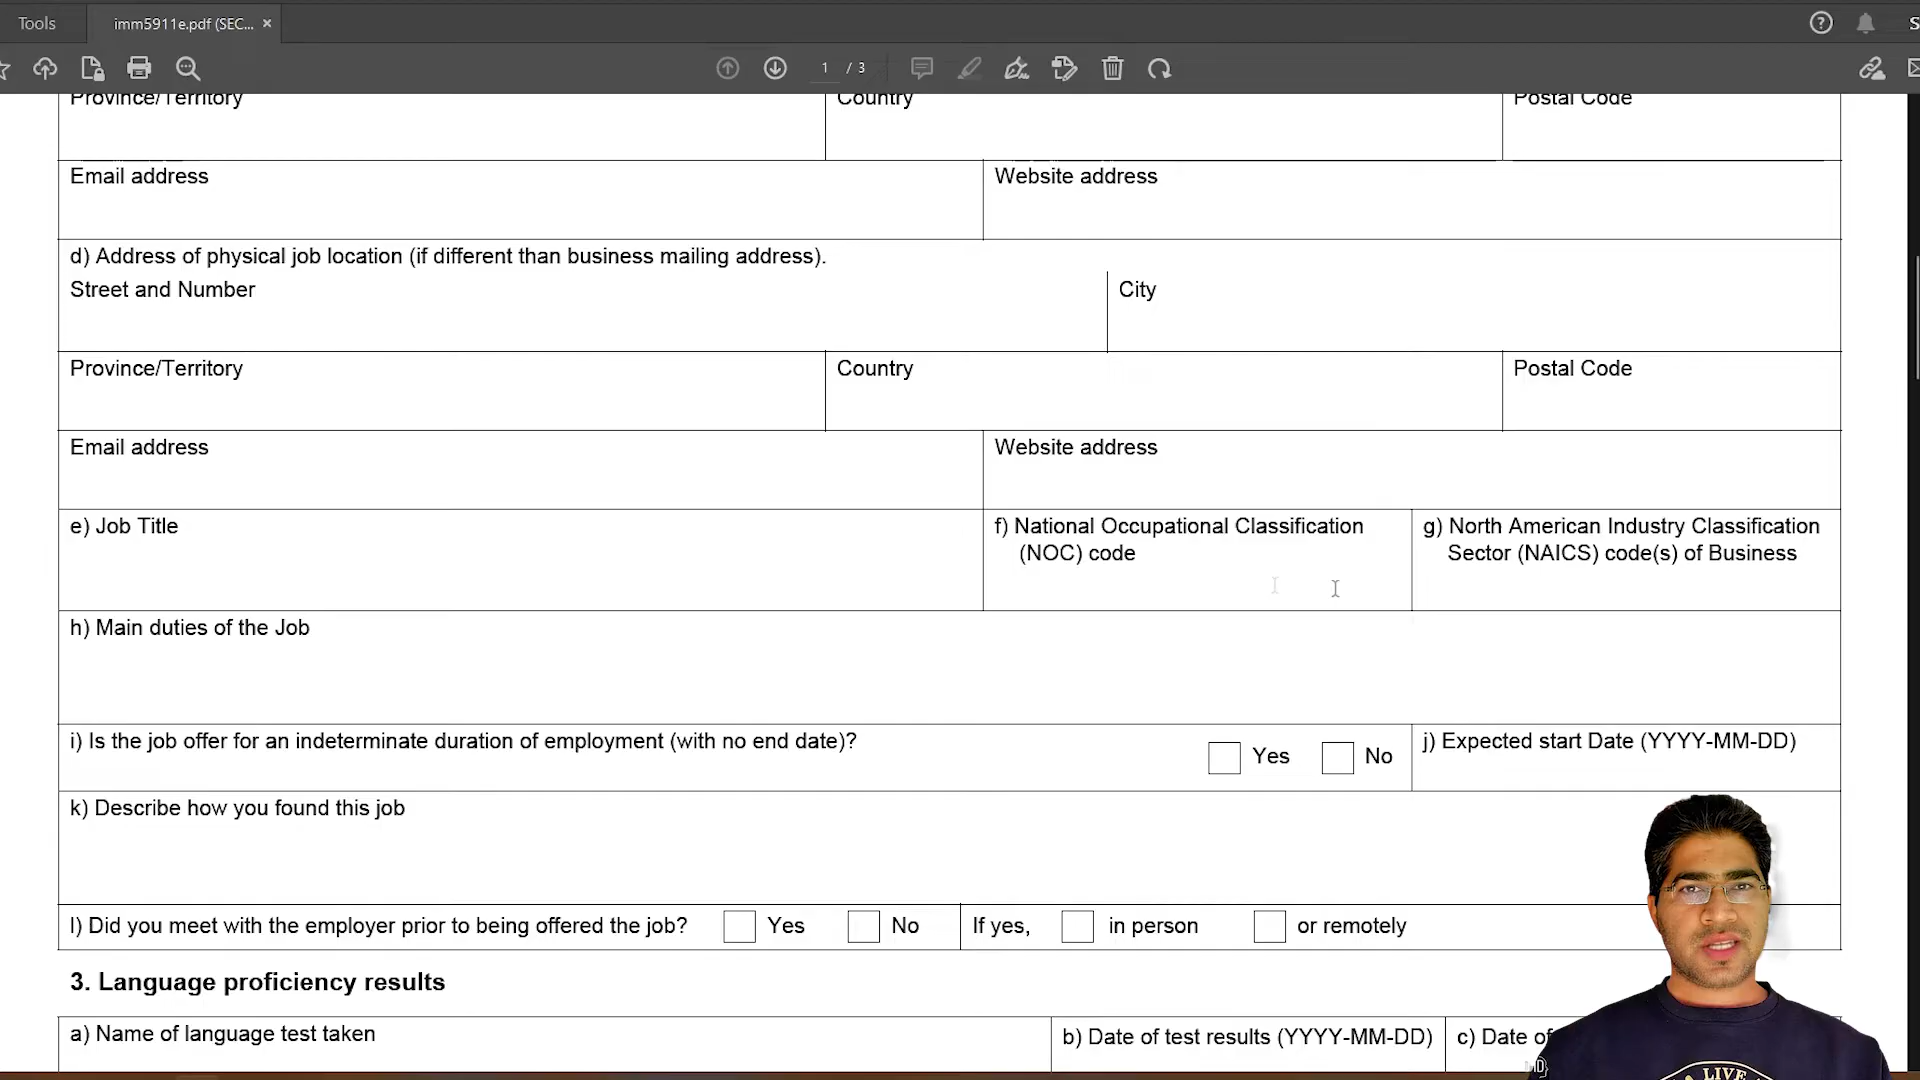 Tools
imm5911e.pdf (SEC... ×
1 / 3
Province/Territory Country Postal Code
Email address Website address
d) Address of physical job location (if different than business mailing address).
Street and Number City
Province/Territory Country Postal Code
Email address Website address
e) Job Title f) National Occupational Classification (NOC) code g) North American Industry Classification Sector (NAICS) code(s) of Business
h) Main duties of the Job
i) Is the job offer for an indeterminate duration of employment (with no end date)? Yes No j) Expected start Date (YYYY-MM-DD)
k) Describe how you found this job
l) Did you meet with the employer prior to being offered the job? Yes No If yes, in person or remotely
3. Language proficiency results
a) Name of language test taken b) Date of test results (YYYY-MM-DD) c) Date of
LIVE